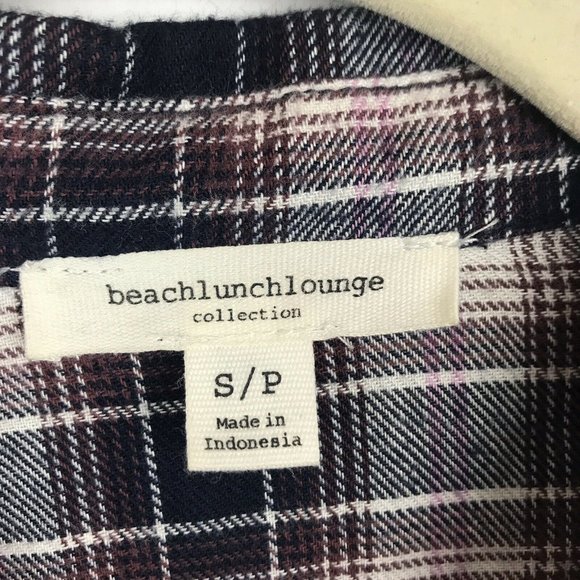 beachlunchlounge
collection
S/P
Made in
Indonesia